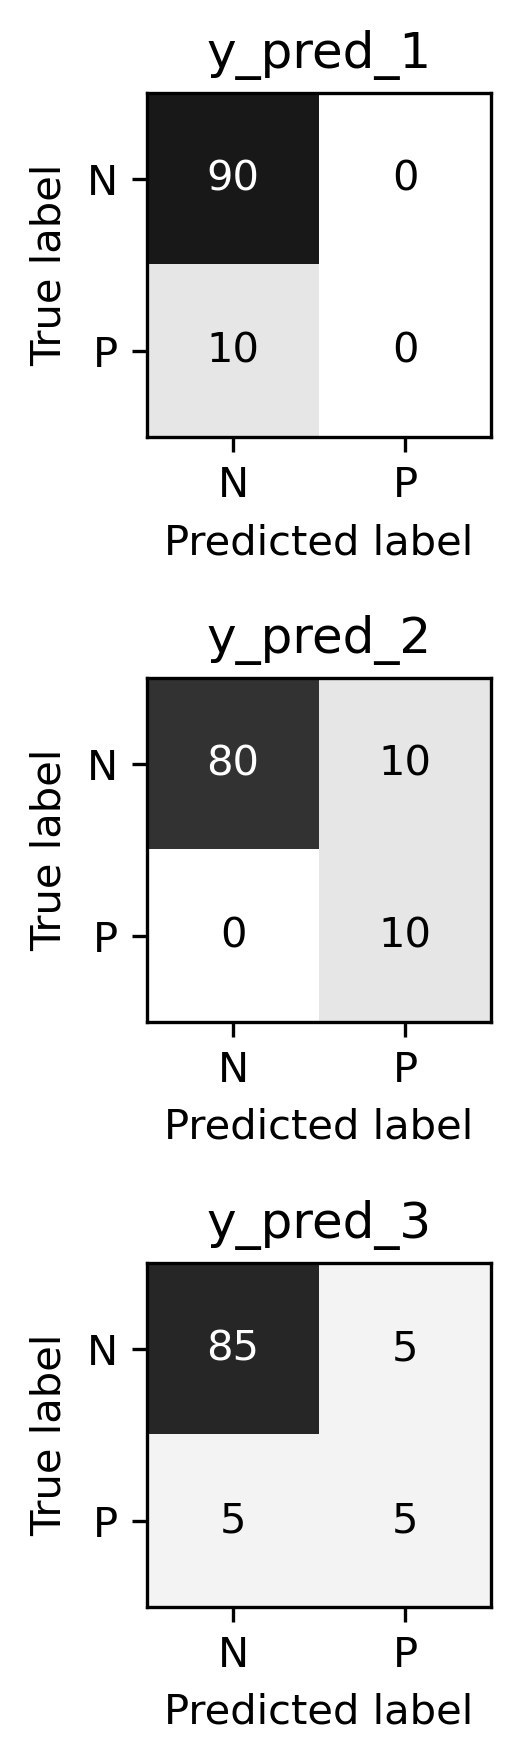 y_pred_1
True label
N 90 0
P 10 0
N P
Predicted label
y_pred_2
True label
N 80 10
P 0 10
N P
Predicted label
y_pred_3
True label
N 85 5
P 5 5
N P
Predicted label